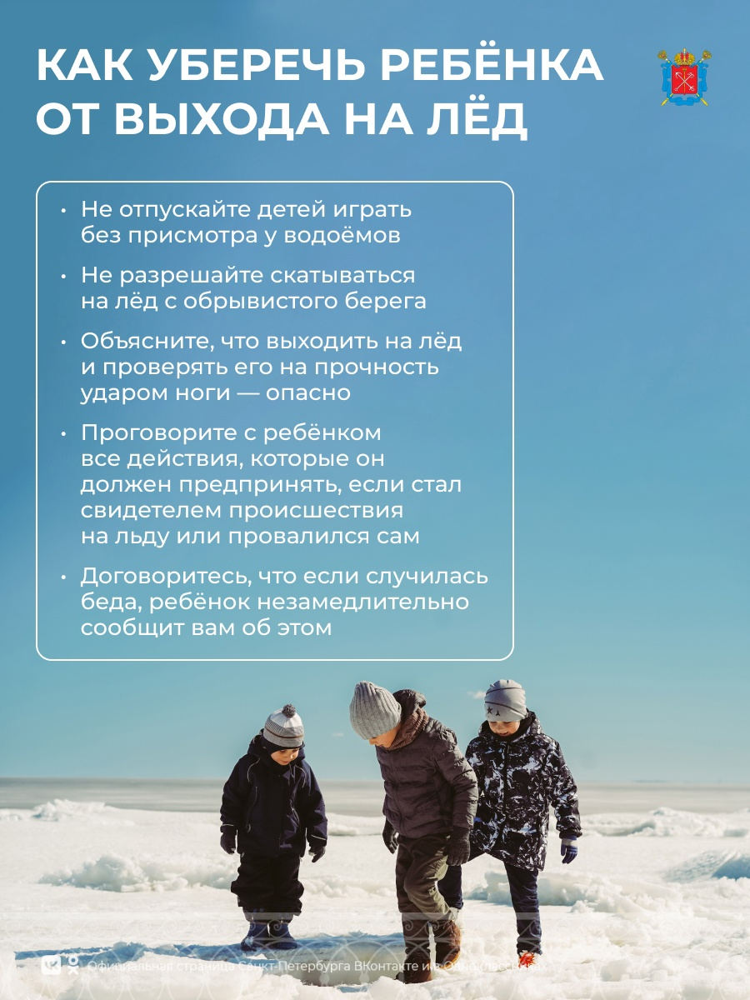 КАК УБЕРЕЧЬ РЕБЁНКА
ОТ ВЫХОДА НА ЛЁД
• Не отпускайте детей играть
без присмотра у водоёмов
• Не разрешайте скатываться
на лёд с обрывистого берега
• Объясните, что выходить на лёд
и проверять его на прочность
ударом ноги — опасно
• Проговорите с ребёнком
все действия, которые он
должен предпринять, если стал
свидетелем происшествия
на льду или провалился сам
• Договоритесь, что если случилась
беда, ребёнок незамедлительно
сообщит вам об этом
Официальная страница Санкт-Петербурга ВКонтакте и в Одноклассниках